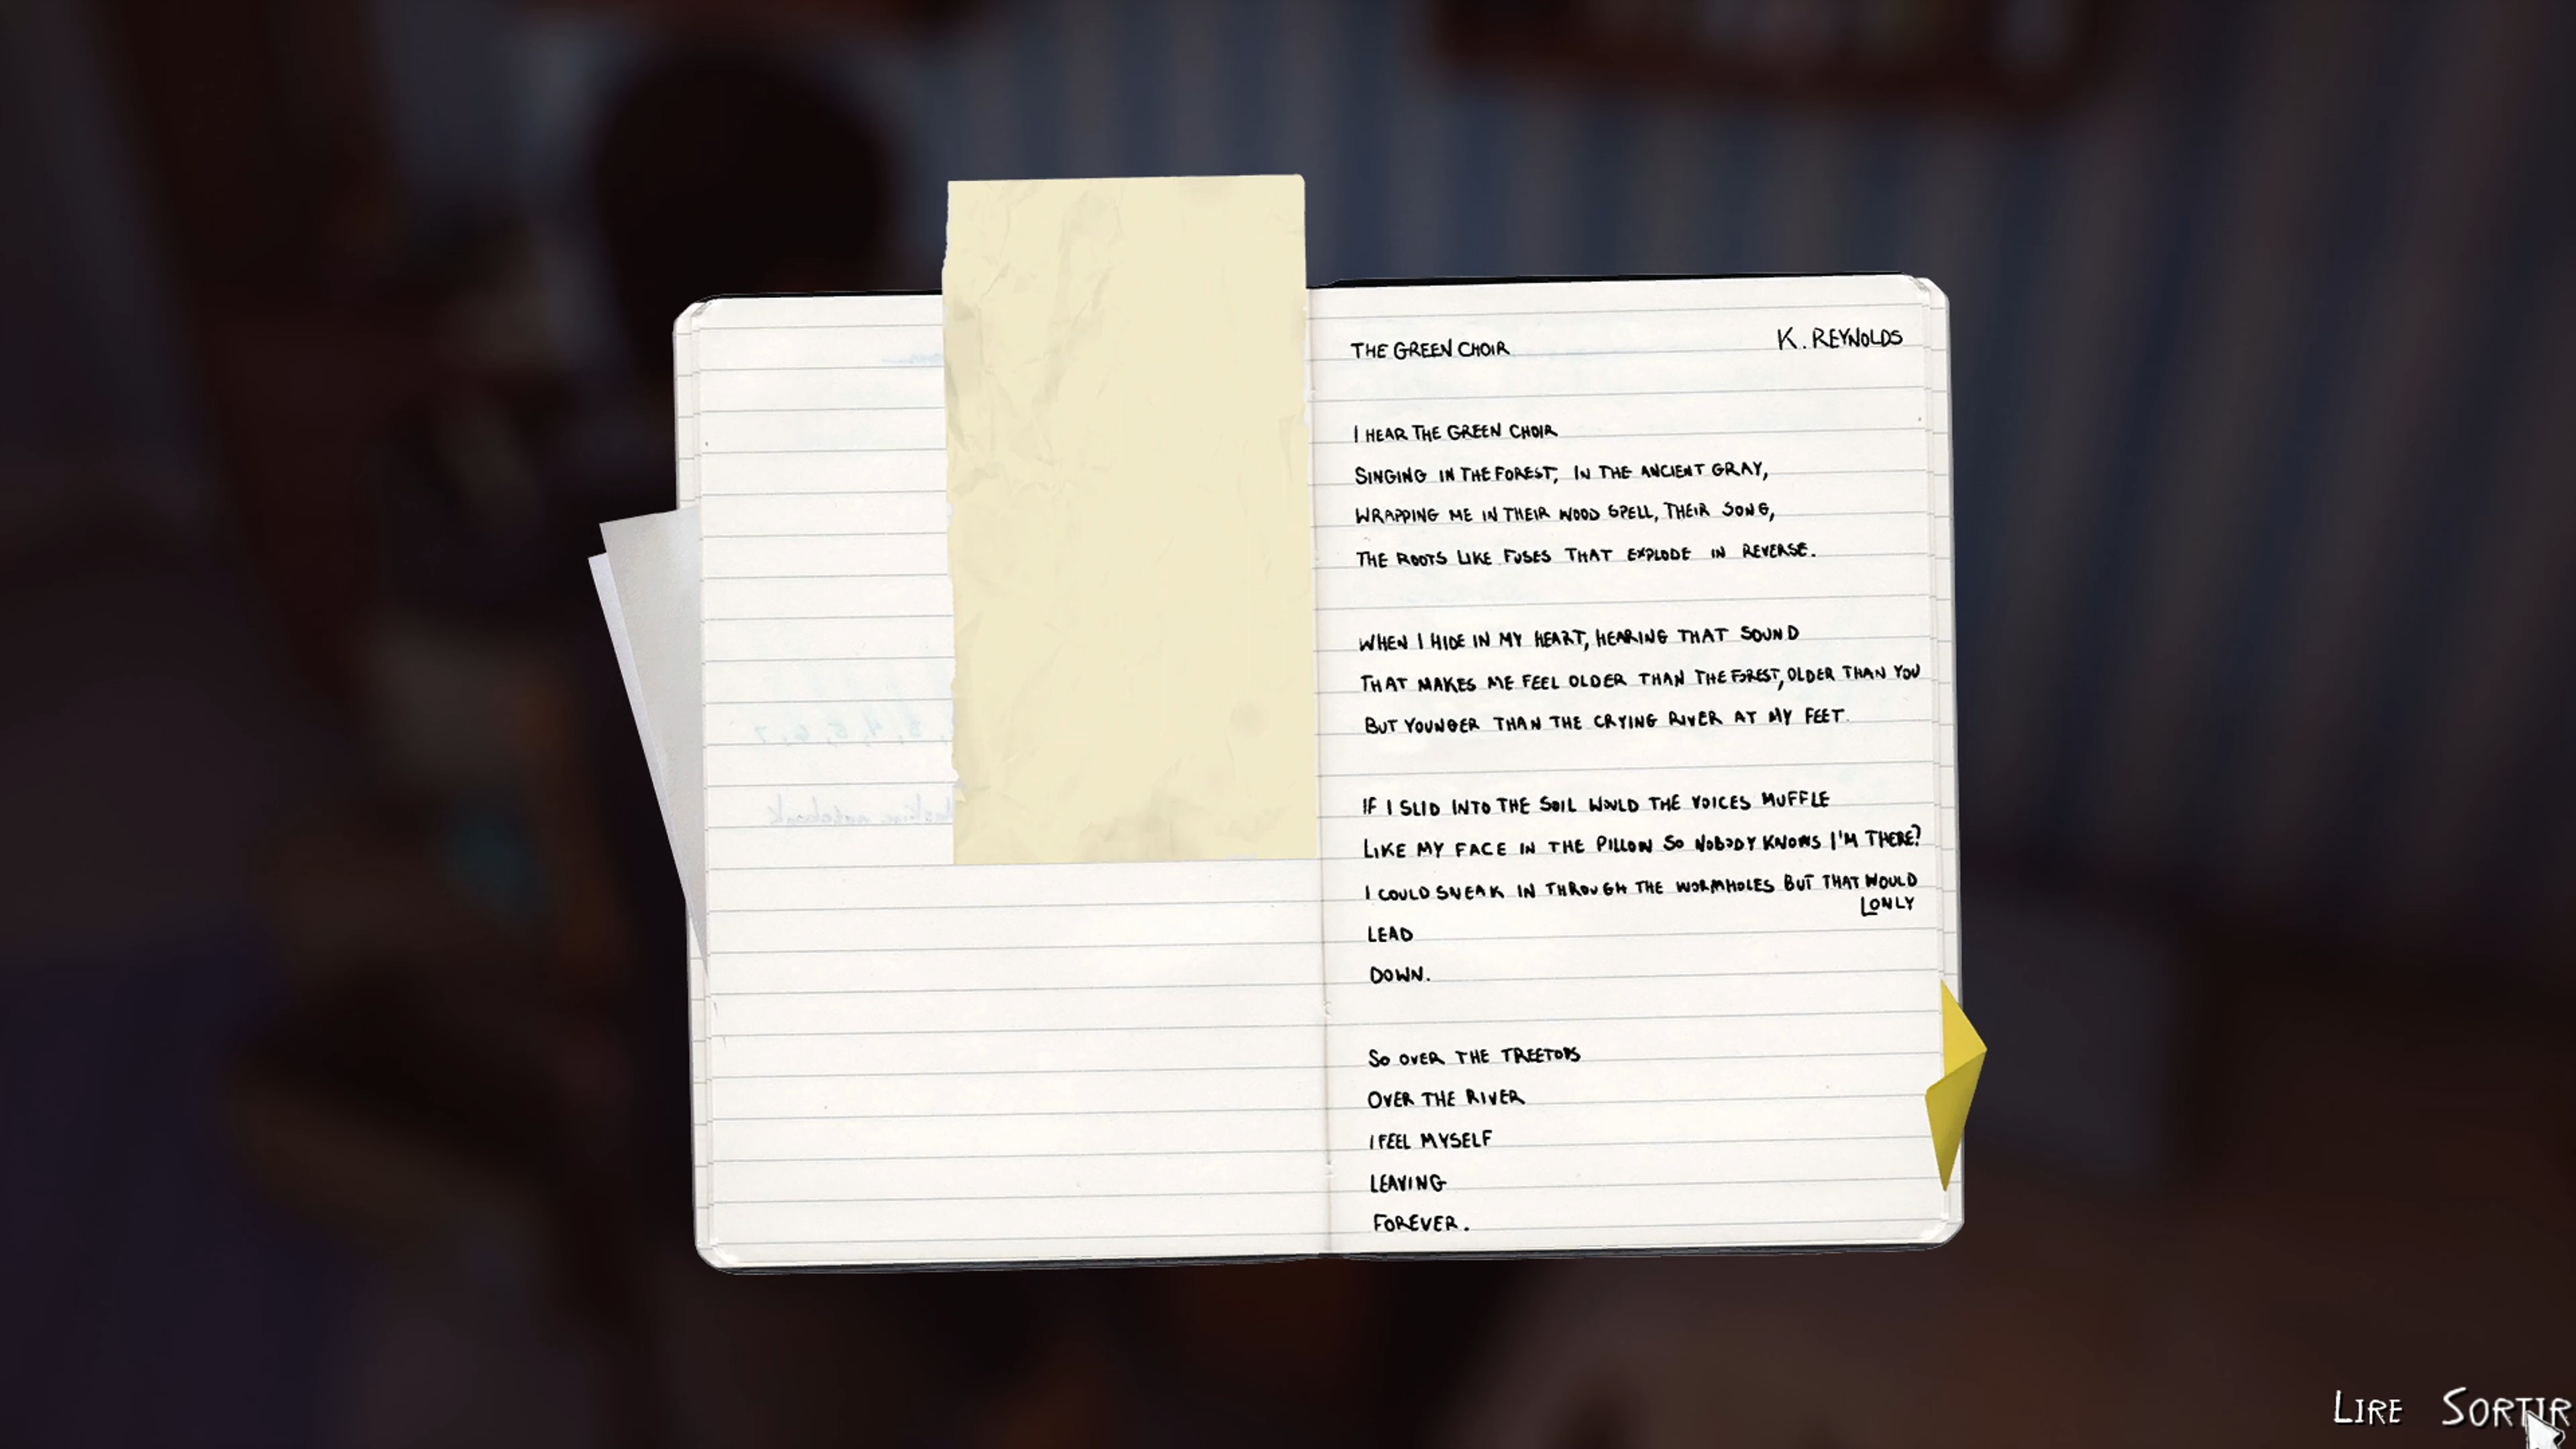 THE GREEN CHOIR
K. REYNOLDS
I HEAR THE GREEN CHOIR
SINGING IN THE FOREST, IN THE ANCIENT GRAY,
WRAPPING ME IN THEIR WOOD SPELL, THEIR SONG,
THE ROOTS LIKE FUSES THAT EXPLODE IN REVERSE.
WHEN I HIDE IN MY HEART, HEARING THAT SOUND
THAT MAKES ME FEEL OLDER THAN THE FOREST, OLDER THAN YOU
BUT YOUNGER THAN THE CRYING RIVER AT MY FEET.
IF I SLID INTO THE SOIL WOULD THE VOICES MUFFLE
LIKE MY FACE IN THE PILLOW SO NOBODY KNOWS I'M THERE?
I COULD SNEAK IN THROUGH THE WORMHOLES BUT THAT WOULD
LONLY
LEAD
DOWN.
SO OVER THE TREETOPS
OVER THE RIVER
I FEEL MYSELF
LEAVING
FOREVER.
LIRE SORTIR